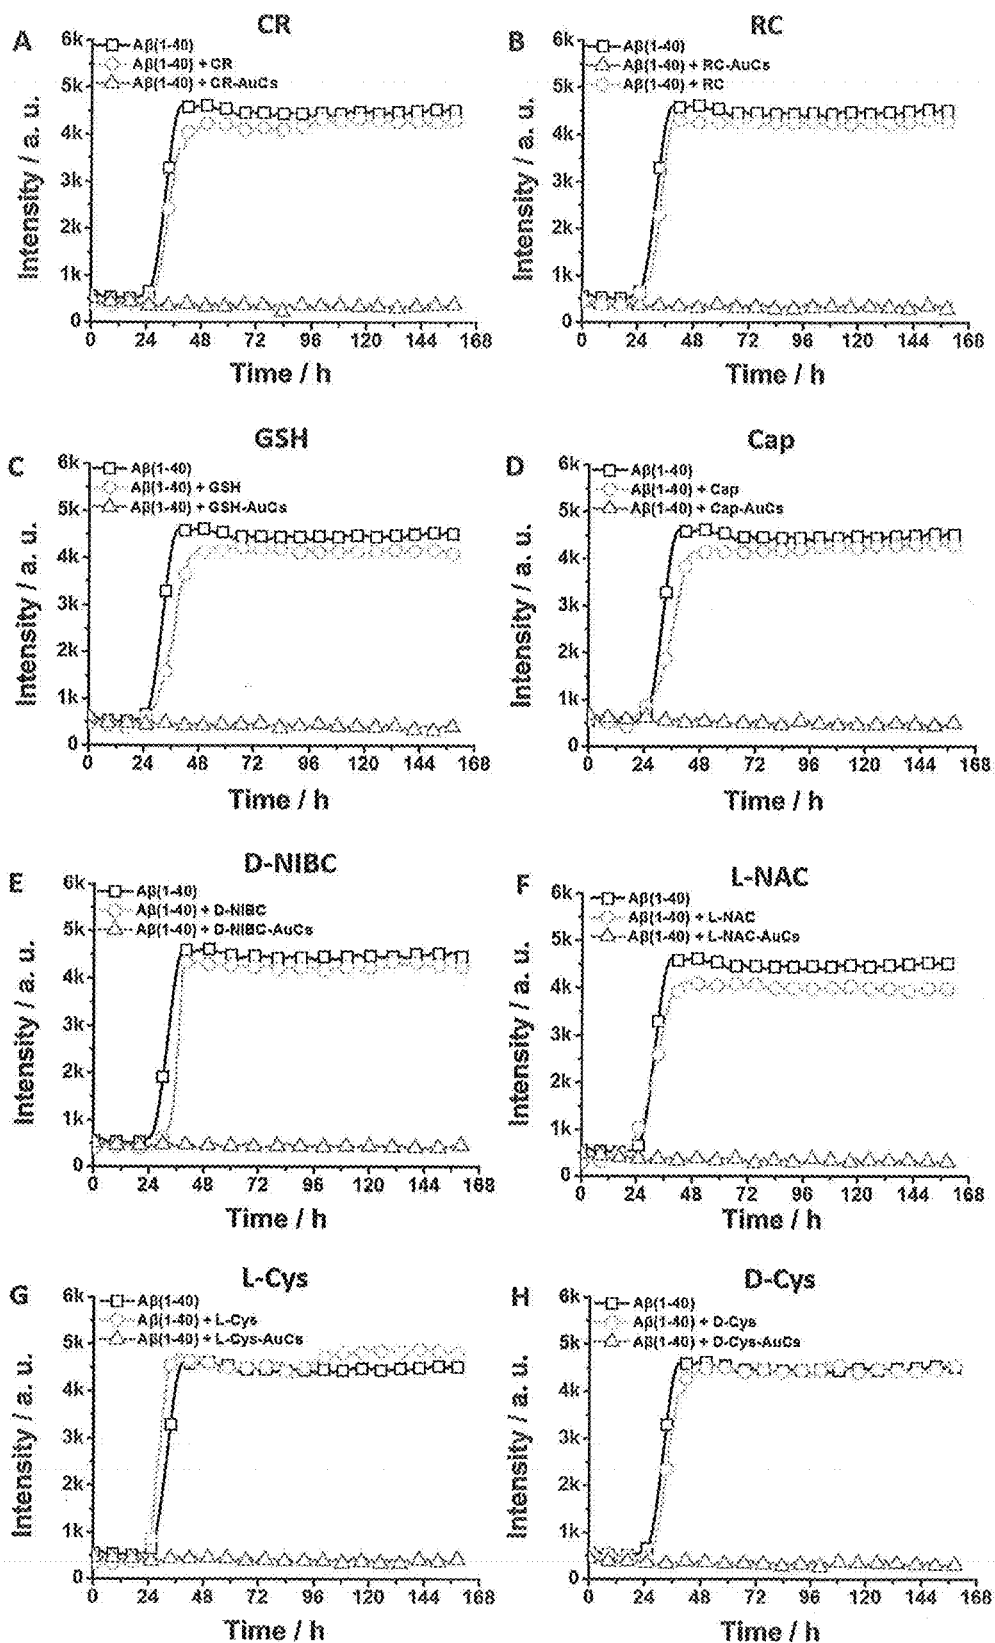 CR
A
Aβ(1-40)
Aβ(1-40) + CR
Aβ(1-40) + CR-AuCs
6k
5k
4k
3k
2k
1k
0
Intensity / a. u.
0 24 48 72 96 120 144 168
Time / h
RC
B
Aβ(1-40)
Aβ(1-40) + RC-AuCs
Aβ(1-40) + RC
6k
5k
4k
3k
2k
1k
0
Intensity / a. u.
0 24 48 72 96 120 144 168
Time / h
GSH
C
Aβ(1-40)
Aβ(1-40) + GSH
Aβ(1-40) + GSH-AuCs
6k
5k
4k
3k
2k
1k
0
Intensity / a. u.
0 24 48 72 96 120 144 168
Time / h
Cap
D
Aβ(1-40)
Aβ(1-40) + Cap
Aβ(1-40) + Cap-AuCs
6k
5k
4k
3k
2k
1k
0
Intensity / a. u.
0 24 48 72 96 120 144 168
Time / h
D-NIBC
E
Aβ(1-40)
Aβ(1-40) + D-NIBC
Aβ(1-40) + D-NIBC-AuCs
6k
5k
4k
3k
2k
1k
0
Intensity / a. u.
0 24 48 72 96 120 144 168
Time / h
L-NAC
F
Aβ(1-40)
Aβ(1-40) + L-NAC
Aβ(1-40) + L-NAC-AuCs
6k
5k
4k
3k
2k
1k
0
Intensity / a. u.
0 24 48 72 96 120 144 168
Time / h
L-Cys
G
Aβ(1-40)
Aβ(1-40) + L-Cys
Aβ(1-40) + L-Cys-AuCs
6k
5k
4k
3k
2k
1k
0
Intensity / a. u.
0 24 48 72 96 120 144 168
Time / h
D-Cys
H
Aβ(1-40)
Aβ(1-40) + D-Cys
Aβ(1-40) + D-Cys-AuCs
6k
5k
4k
3k
2k
1k
0
Intensity / a. u.
0 24 48 72 96 120 144 168
Time / h